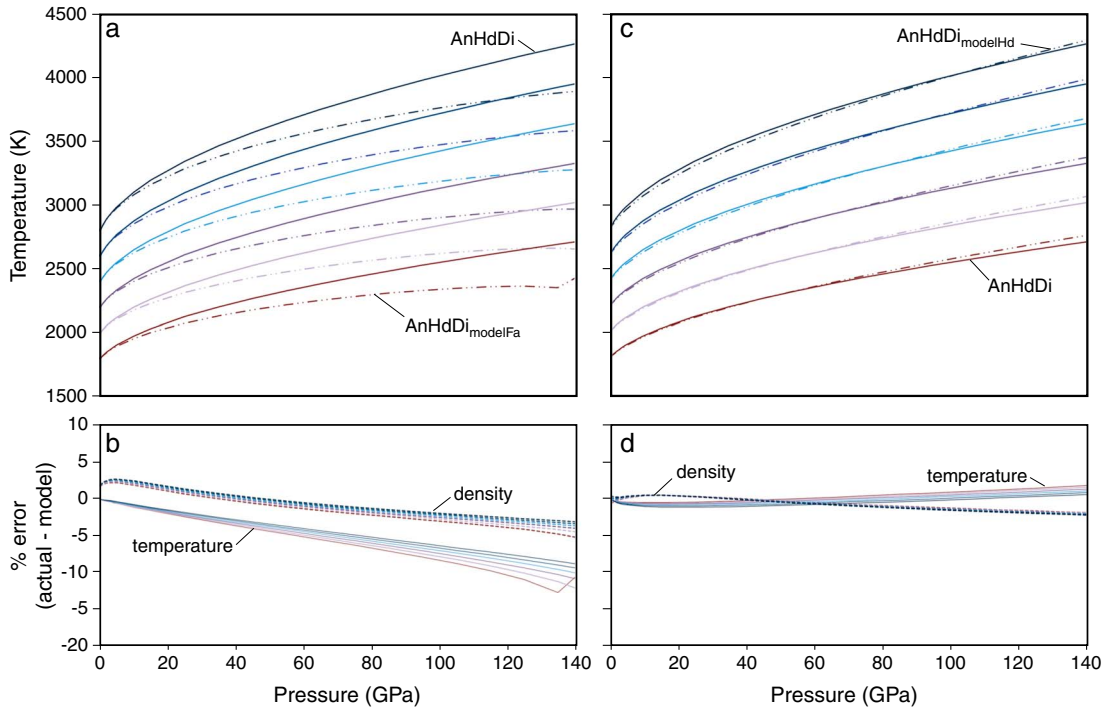 a
AnHdDi
AnHdDimodelFa
4500
4000
3500
3000
2500
2000
1500
Temperature (K)
c
AnHdDimodelHd
AnHdDi
b
density
temperature
10
5
0
-5
-10
-5
-20
% error
(actual - model)
0 20 40 60 80 100 120 140
Pressure (GPa)
d
density
temperature
0 20 40 60 80 100 120 140
Pressure (GPa)